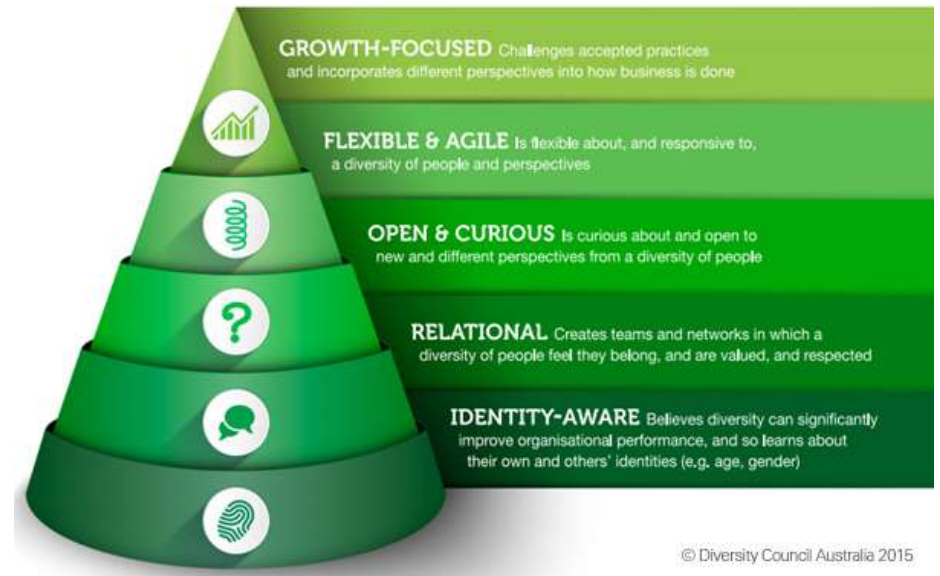 GROWTH-FOCUSED Challenges accepted practices
and incorporates different perspectives into how business is done
FLEXIBLE & AGILE Is flexible about, and responsive to,
a diversity of people and perspectives
OPEN & CURIOUS Is curious about and open to
new and different perspectives from a diversity of people
?
RELATIONAL Creates teams and networks in which a
diversity of people feel they belong, and are valued, and respected
IDENTITY-AWARE Believes diversity can significantly
improve organisational performance, and so learns about
their own and others' identities (e.g. age, gender)
© Diversity Council Australia 2015